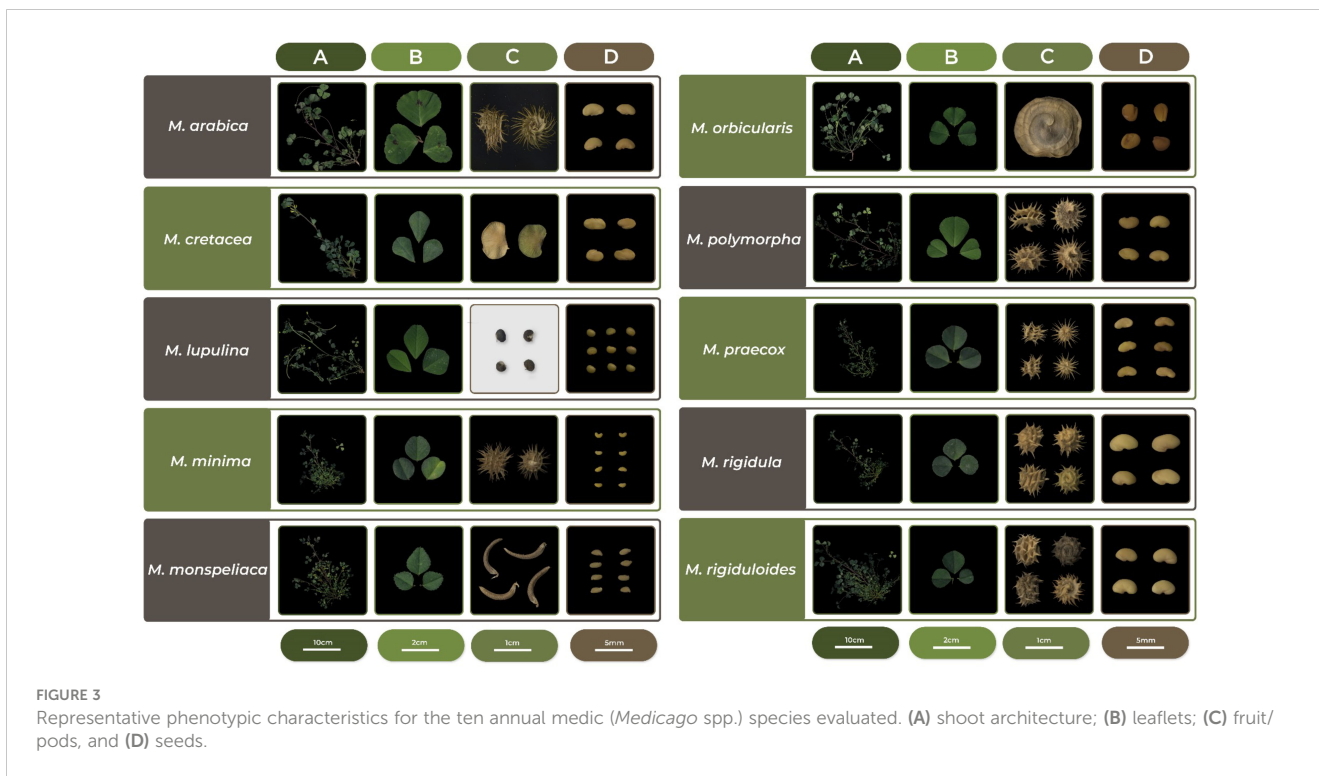 A B C D
M. arabica
M. cretacea
M. lupulina
M. minima
M. monspeliaca
10cm 2cm 1cm 5mm
A B C D
M. orbicularis
M. polymorpha
M. praecox
M. rigidula
M. rigiduloides
10cm 2cm 1cm 5mm
FIGURE 3
Representative phenotypic characteristics for the ten annual medic (Medicago spp.) species evaluated. (A) shoot architecture; (B) leaflets; (C) fruit/
pods, and (D) seeds.